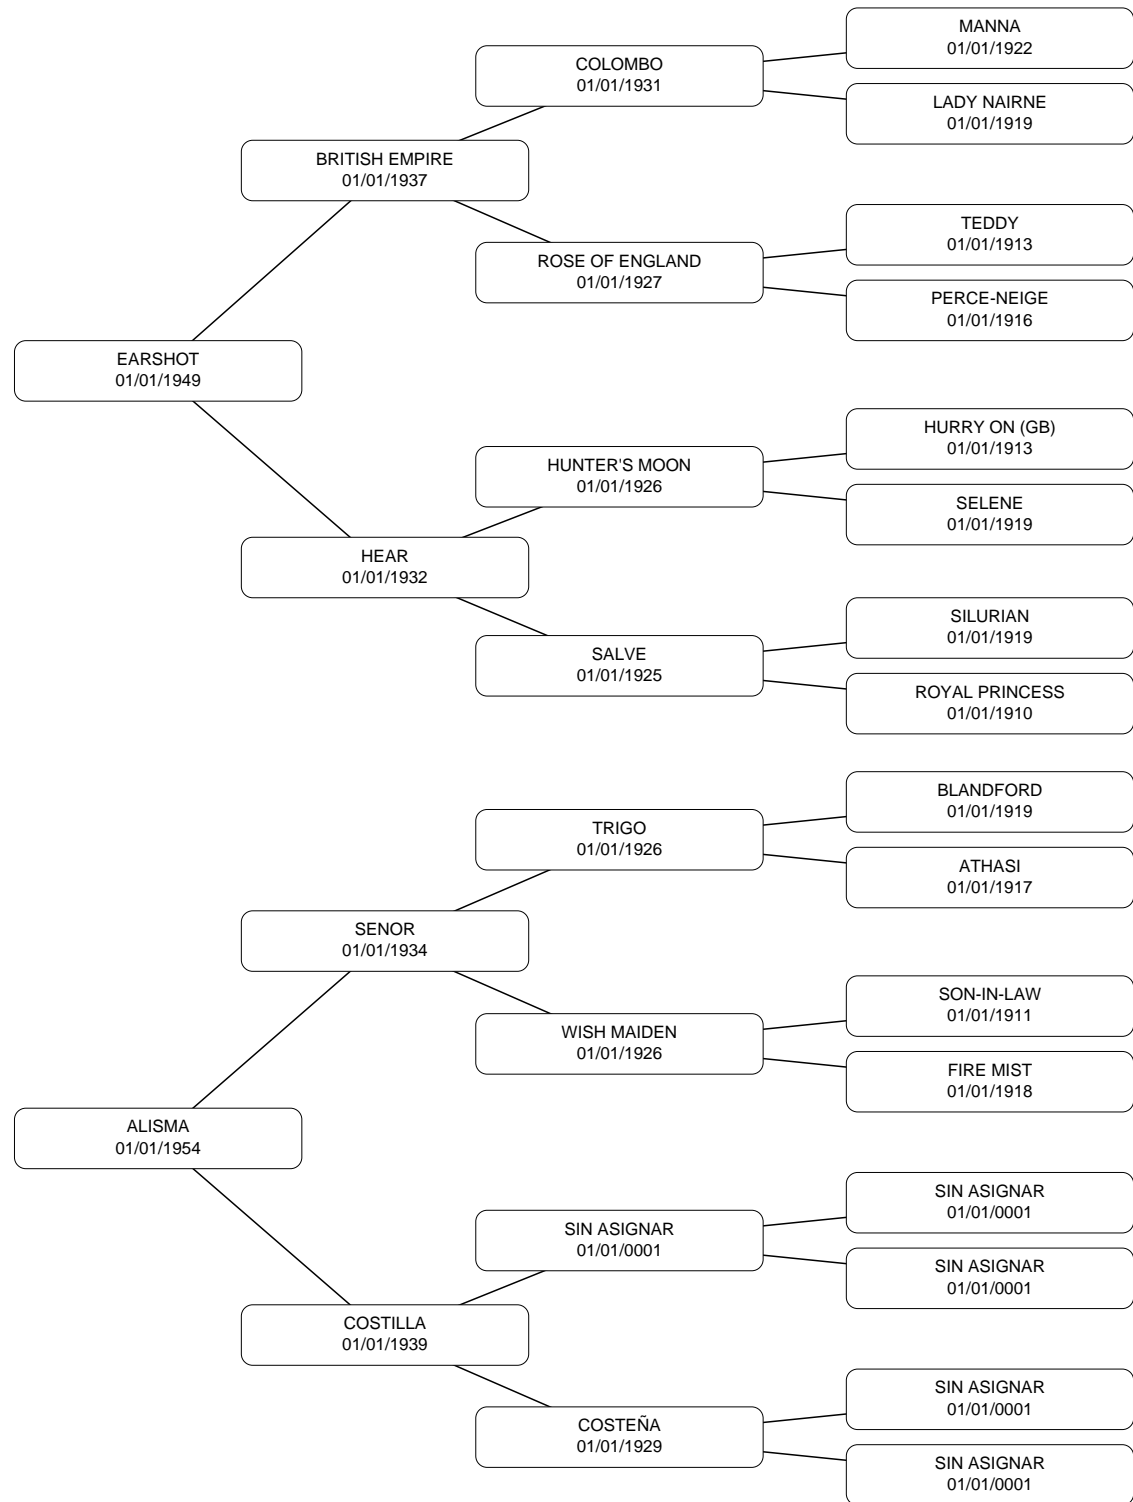 MANNA
01/01/1922
COLOMBO
01/01/1931
LADY NAIRNE
01/01/1919
BRITISH EMPIRE
01/01/1937
TEDDY
01/01/1913
ROSE OF ENGLAND
01/01/1927
PERCE-NEIGE
01/01/1916
EARSHOT
01/01/1949
HURRY ON (GB)
01/01/1913
HUNTER'S MOON
01/01/1926
SELENE
01/01/1919
HEAR
01/01/1932
SILURIAN
01/01/1919
SALVE
01/01/1925
ROYAL PRINCESS
01/01/1910
BLANDFORD
01/01/1919
TRIGO
01/01/1926
ATHASI
01/01/1917
SENOR
01/01/1934
SON-IN-LAW
01/01/1911
WISH MAIDEN
01/01/1926
FIRE MIST
01/01/1918
ALISMA
01/01/1954
SIN ASIGNAR
01/01/0001
SIN ASIGNAR
01/01/0001
SIN ASIGNAR
01/01/0001
COSTILLA
01/01/1939
SIN ASIGNAR
01/01/0001
COSTEÑA
01/01/1929
SIN ASIGNAR
01/01/0001